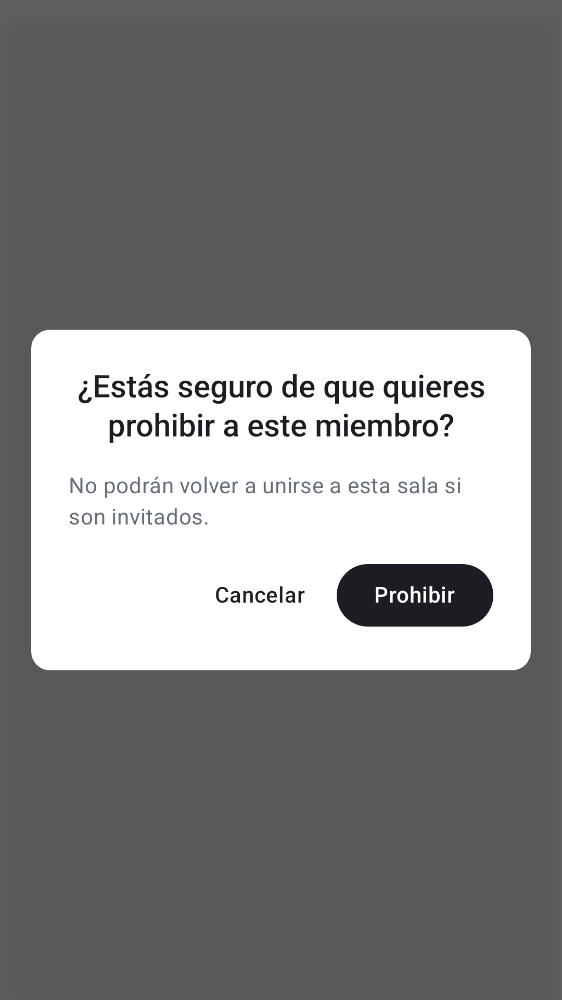 ¿Estás seguro de que quieres
prohibir a este miembro?
No podrán volver a unirse a esta sala si
son invitados.
Cancelar
Prohibir